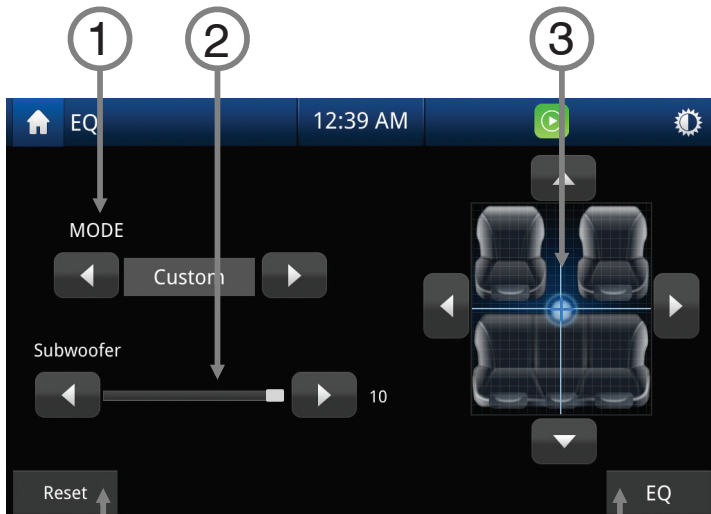 1 2 3
EQ 12:39 AM
MODE
Custom
Subwoofer
10
Reset EQ